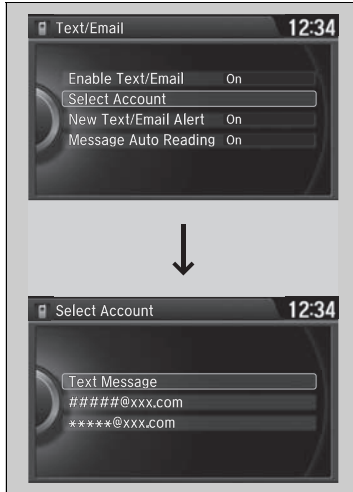 Text/Email 12:34
Enable Text/Email On
Select Account
New Text/Email Alert On
Message Auto Reading On
Select Account 12:34
Text Message
#####@xxx.com
*****@xxx.com